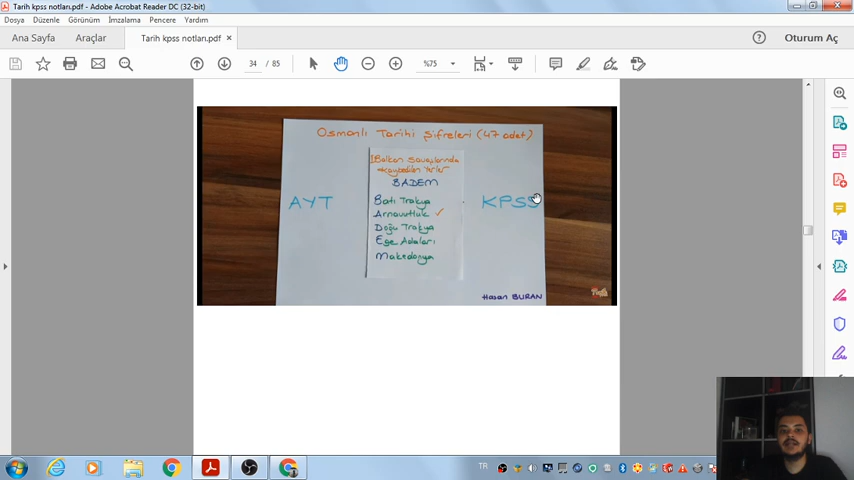 Tarih kpss notları.pdf - Adobe Acrobat Reader DC (32-bit)
Dosya Düzenle Görünüm İmzalama Pencere Yardım
Ana Sayfa Araçlar Tarih kpss notları.pdf × Oturum Aç
34 / 85 %75
Osmanlı Tarihi Şifreleri (47 adet)
1.Balkan Savaşlarında
kaybedilen Yerler
BADEM
Batı Trakya
Arnavutluk ✓
Doğu Trakya
Ege Adaları
Makedonya
AYT
KPSS
Hasan BURAN
TR